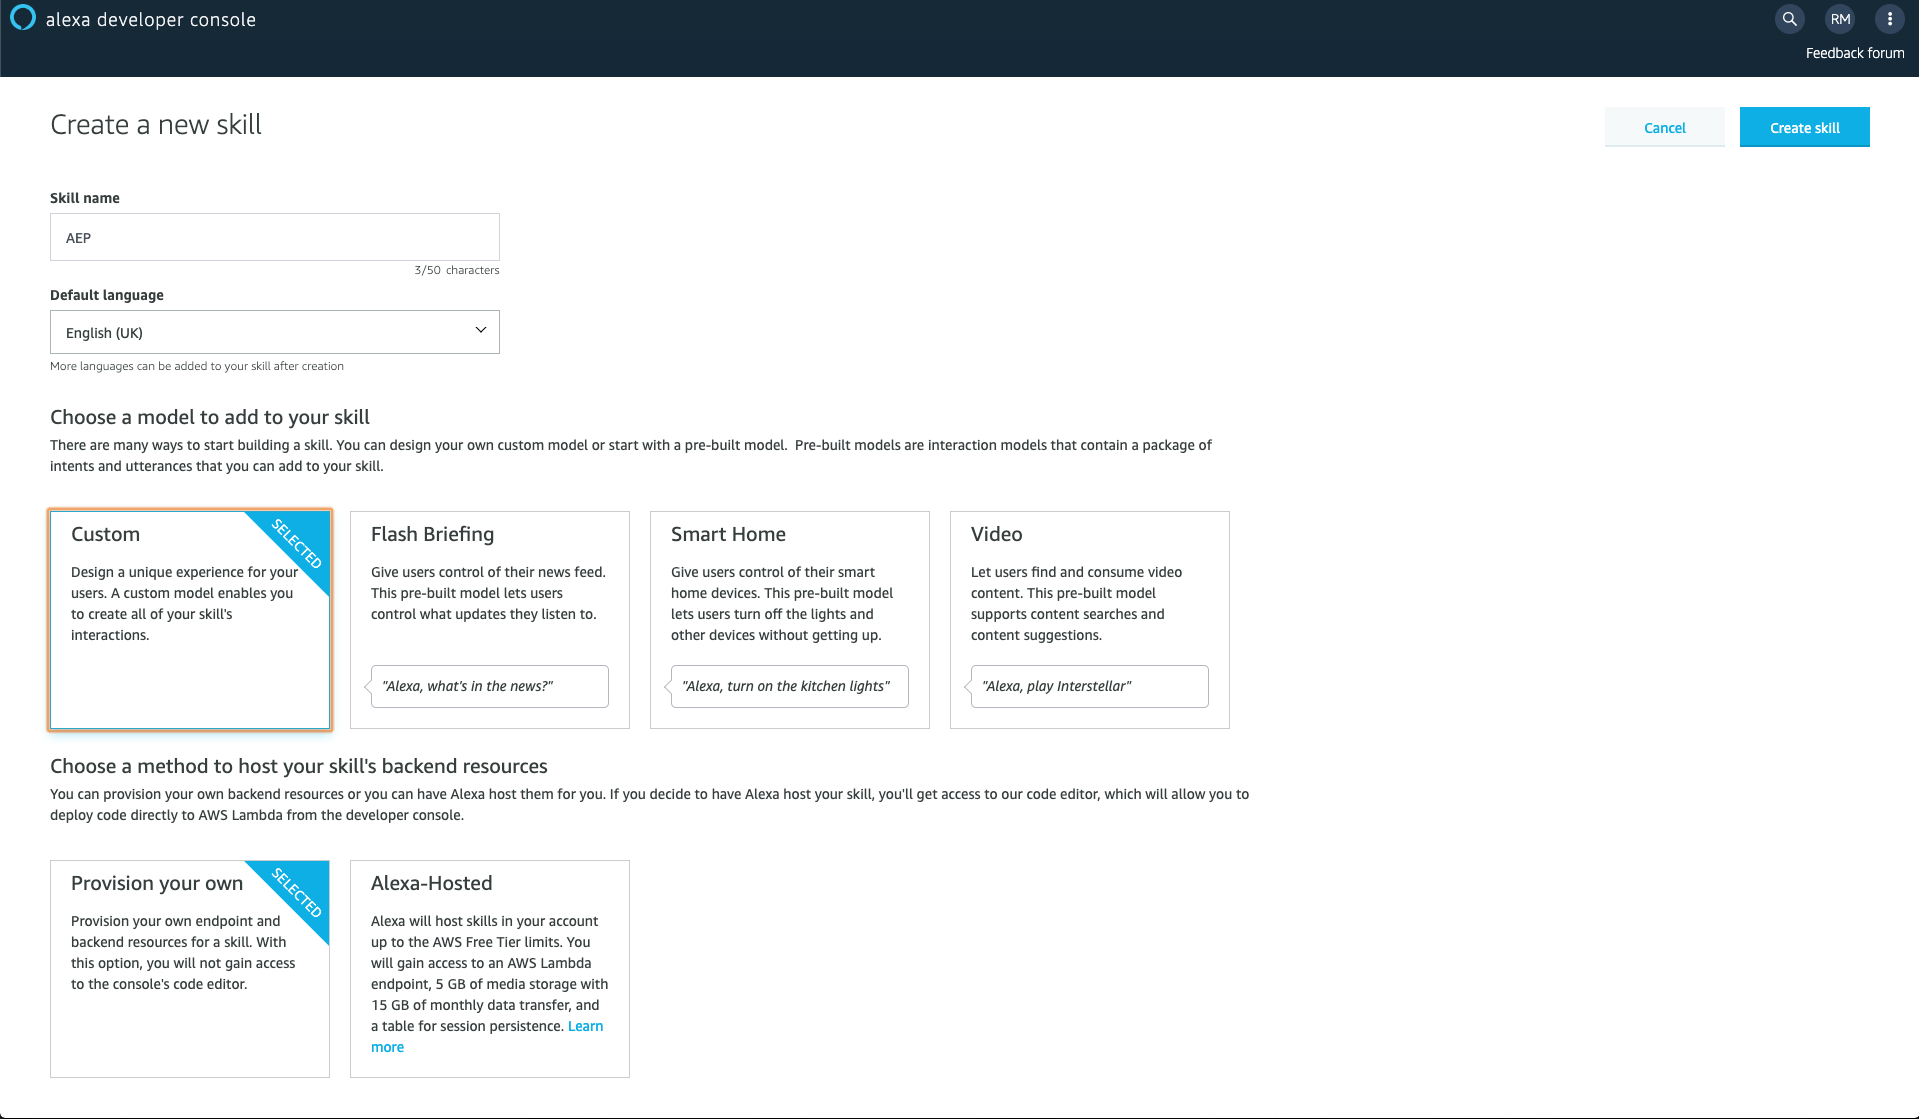 alexa developer console
RM
Feedback forum
Create a new skill
Cancel
Create skill
Skill name
AEP
3/50 characters
Default language
English (UK)
More languages can be added to your skill after creation
Choose a model to add to your skill
There are many ways to start building a skill. You can design your own custom model or start with a pre-built model. Pre-built models are interaction models that contain a package of
intents and utterances that you can add to your skill.
Custom
SELECTED
Design a unique experience for your
users. A custom model enables you
to create all of your skill's
interactions.
Flash Briefing
Give users control of their news feed.
This pre-built model lets users
control what updates they listen to.
"Alexa, what's in the news?"
Smart Home
Give users control of their smart
home devices. This pre-built model
lets users turn off the lights and
other devices without getting up.
"Alexa, turn on the kitchen lights"
Video
Let users find and consume video
content. This pre-built model
supports content searches and
content suggestions.
"Alexa, play Interstellar"
Choose a method to host your skill's backend resources
You can provision your own backend resources or you can have Alexa host them for you. If you decide to have Alexa host your skill, you'll get access to our code editor, which will allow you to
deploy code directly to AWS Lambda from the developer console.
Provision your own
SELECTED
Provision your own endpoint and
backend resources for a skill. With
this option, you will not gain access
to the console's code editor.
Alexa-Hosted
Alexa will host skills in your account
up to the AWS Free Tier limits. You
will gain access to an AWS Lambda
endpoint, 5 GB of media storage with
15 GB of monthly data transfer, and
a table for session persistence. Learn
more